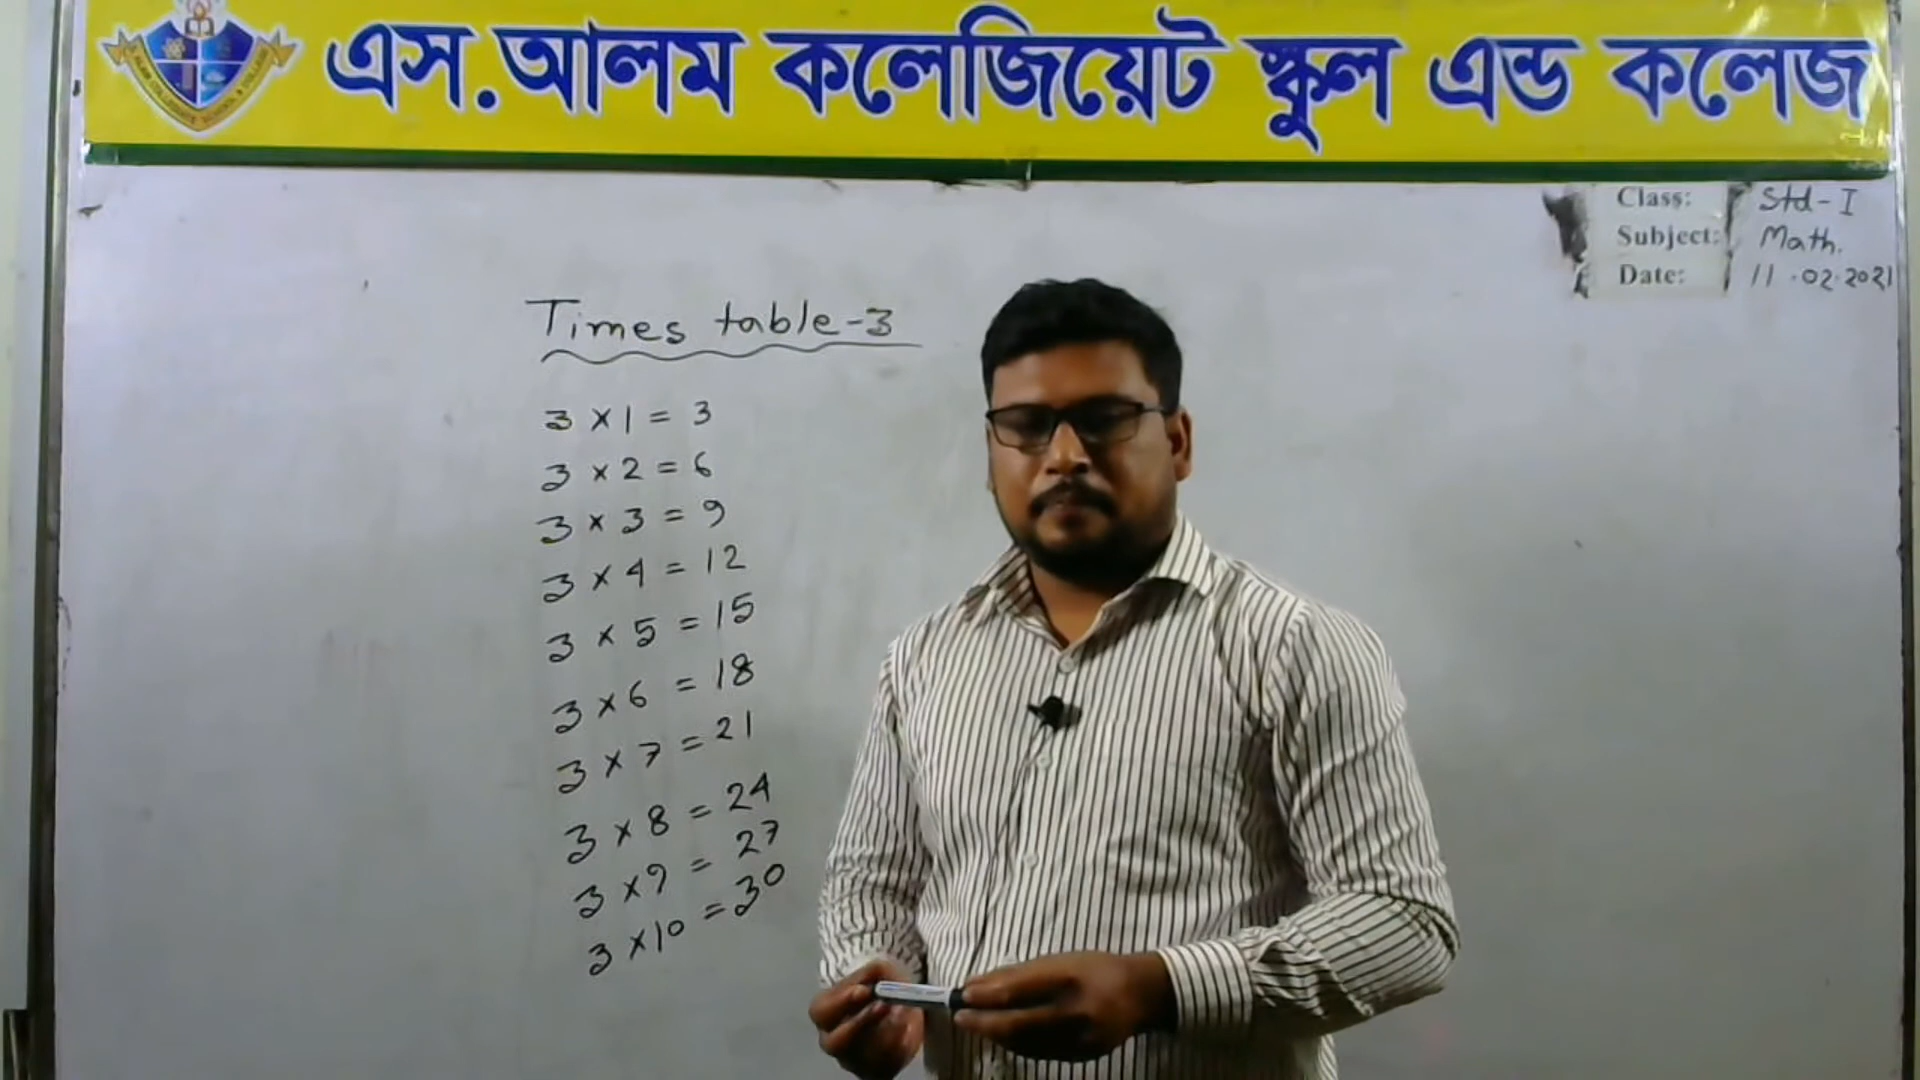 এস.আলম কলেজিয়েট স্কুল এন্ড কলেজ
Class: Std-I
Subject: Math.
Date: 11.02.2021
Times table-3
3 × 1 = 3
3 × 2 = 6
3 × 3 = 9
3 × 4 = 12
3 × 5 = 15
3 × 6 = 18
3 × 7 = 21
3 × 8 = 24
3 × 9 = 27
3 × 10 = 30